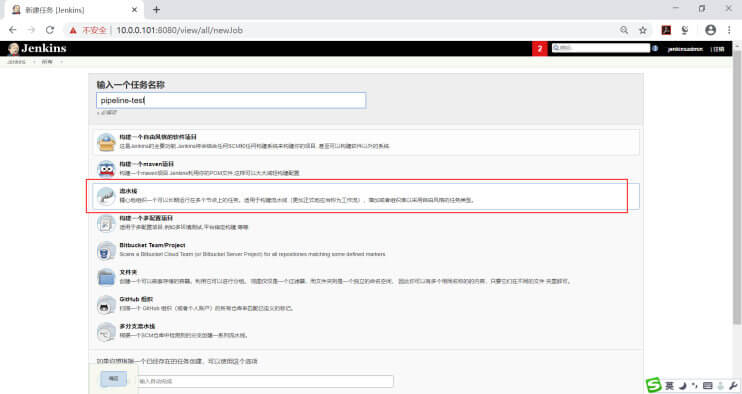 新建任务 [Jenkins]
不安全 10.0.0.101:8080/view/all/newJob
Jenkins
2
jenkinsadmin | 注销
Jenkins 所有
输入一个任务名称
pipeline-test
» 必填项
构建一个自由风格的软件项目
这是Jenkins的主要功能.Jenkins将会结合任何SCM和任何构建系统来构建你的项目, 甚至可以构建软件以外的系统.
构建一个maven项目
构建一个maven项目.Jenkins利用你的POM文件,这样可以大大减轻构建配置.
流水线
精心地组织一个可以长期运行在多个节点上的任务。适用于构建流水线（更加正式地应当称为工作流），增加或者组织难以采用自由风格的任务类型。
构建一个多配置项目
适用于多配置项目,例如多环境测试,平台指定构建,等等.
Bitbucket Team/Project
Scans a Bitbucket Cloud Team (or Bitbucket Server Project) for all repositories matching some defined markers.
文件夹
创建一个可以嵌套存储的容器。利用它可以进行分组。 视图仅仅是一个过滤器，而文件夹则是一个独立的命名空间， 因此你可以有多个相同名称的的内容，只要它们在不同的文件 夹里即可。
GitHub 组织
扫描一个 GitHub 组织（或者个人账户）的所有仓库来匹配已定义的标记。
多分支流水线
根据一个SCM仓库中检测到的分支创建一系列流水线。
如果你想根据一个已经存在的任务创建，可以使用这个选项
确定
输入自动完成
英